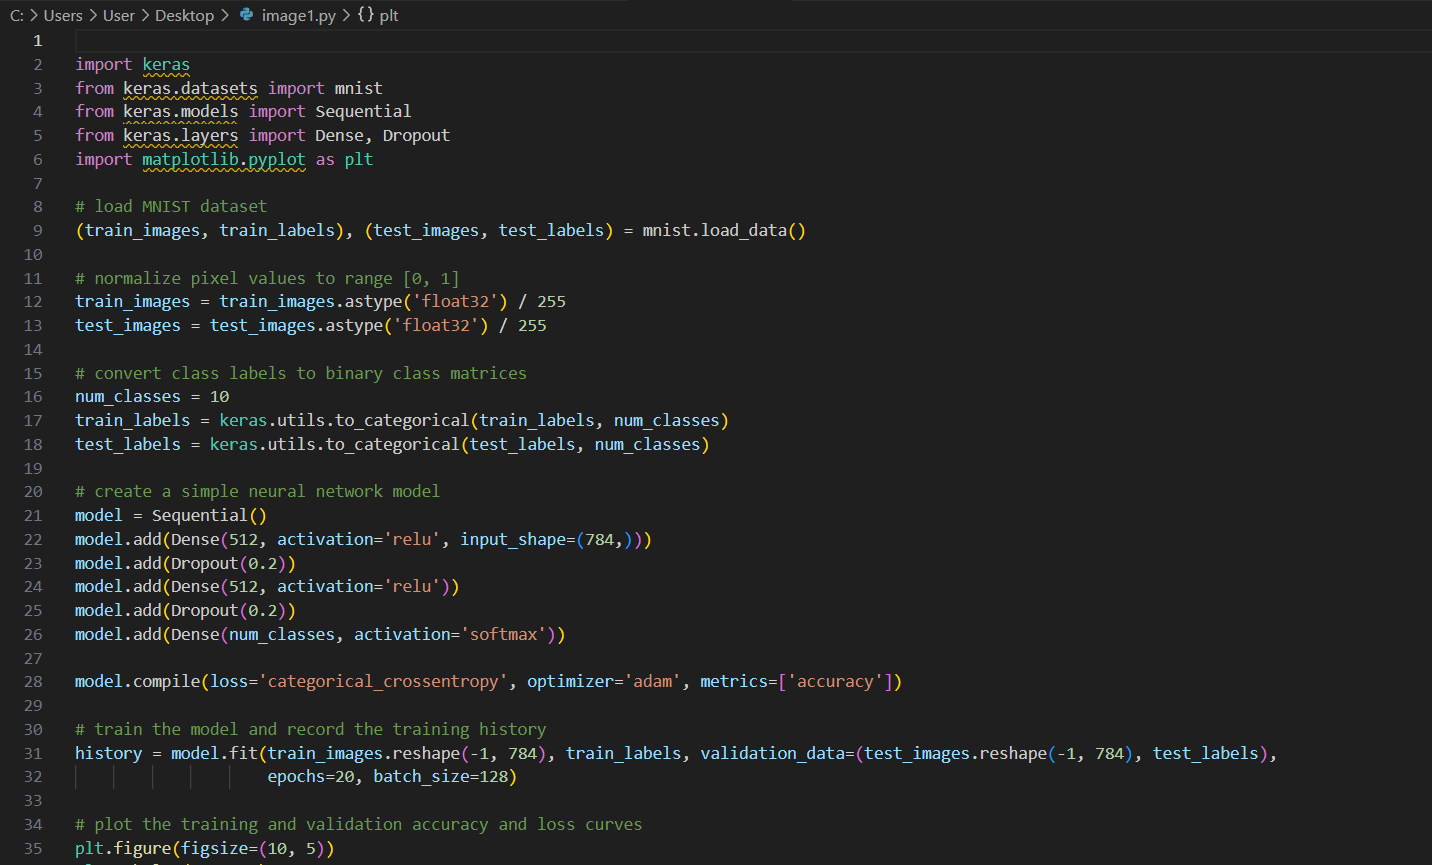 C: > Users > User > Desktop > image1.py > {} plt
1
2 import keras
3 from keras.datasets import mnist
4 from keras.models import Sequential
5 from keras.layers import Dense, Dropout
6 import matplotlib.pyplot as plt
7
8 # load MNIST dataset
9 (train_images, train_labels), (test_images, test_labels) = mnist.load_data()
10
11 # normalize pixel values to range [0, 1]
12 train_images = train_images.astype('float32') / 255
13 test_images = test_images.astype('float32') / 255
14
15 # convert class labels to binary class matrices
16 num_classes = 10
17 train_labels = keras.utils.to_categorical(train_labels, num_classes)
18 test_labels = keras.utils.to_categorical(test_labels, num_classes)
19
20 # create a simple neural network model
21 model = Sequential()
22 model.add(Dense(512, activation='relu', input_shape=(784,)))
23 model.add(Dropout(0.2))
24 model.add(Dense(512, activation='relu'))
25 model.add(Dropout(0.2))
26 model.add(Dense(num_classes, activation='softmax'))
27
28 model.compile(loss='categorical_crossentropy', optimizer='adam', metrics=['accuracy'])
29
30 # train the model and record the training history
31 history = model.fit(train_images.reshape(-1, 784), train_labels, validation_data=(test_images.reshape(-1, 784), test_labels),
32 epochs=20, batch_size=128)
33
34 # plot the training and validation accuracy and loss curves
35 plt.figure(figsize=(10, 5))